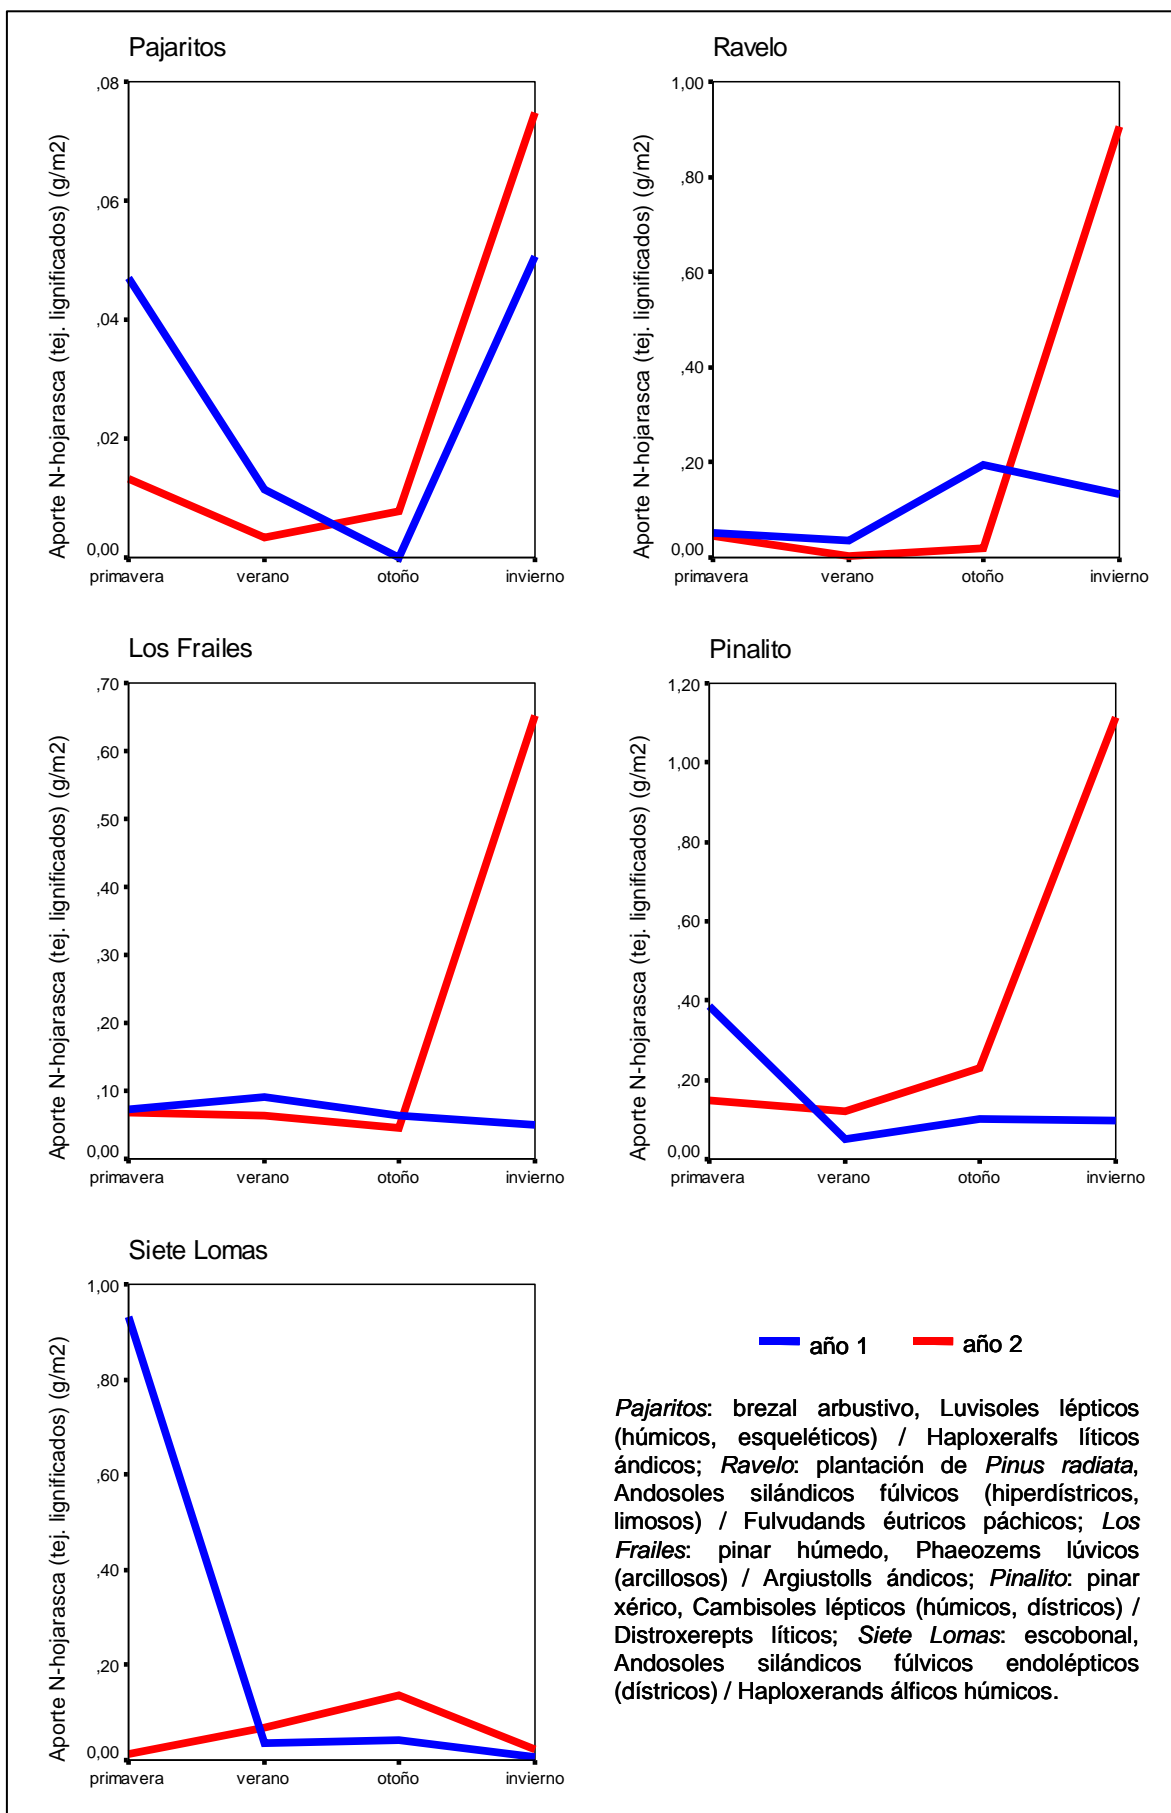 Pajaritos
Aporte N-hojarasca (tej. lignificados) (g/m2)
,08
,06
,04
,02
0,00
primavera verano otoño invierno
Ravelo
Aporte N-hojarasca (tej. lignificados) (g/m2)
1,00
,80
,60
,40
,20
0,00
primavera verano otoño invierno
Los Frailes
Aporte N-hojarasca (tej. lignificados) (g/m2)
,70
,60
,50
,40
,30
,20
,10
0,00
primavera verano otoño invierno
Pinalito
Aporte N-hojarasca (tej. lignificados) (g/m2)
1,20
1,00
,80
,60
,40
,20
0,00
primavera verano otoño invierno
Siete Lomas
Aporte N-hojarasca (tej. lignificados) (g/m2)
1,00
,80
,60
,40
,20
0,00
primavera verano otoño invierno
año 1 año 2
Pajaritos: brezal arbustivo, Luvisoles lépticos
(húmicos, esqueléticos) / Haploxeralfs líticos
ándicos; Ravelo: plantación de Pinus radiata,
Andosoles silándicos fúlvicos (hiperdístricos,
limosos) / Fulvudands éutricos páchicos; Los
Frailes: pinar húmedo, Phaeozems lúvicos
(arcillosos) / Argiustolls ándicos; Pinalito: pinar
xérico, Cambisoles lépticos (húmicos, dístricos) /
Distroxerepts líticos; Siete Lomas: escobonal,
Andosoles silándicos fúlvicos endolépticos
(dístricos) / Haploxerands álficos húmicos.